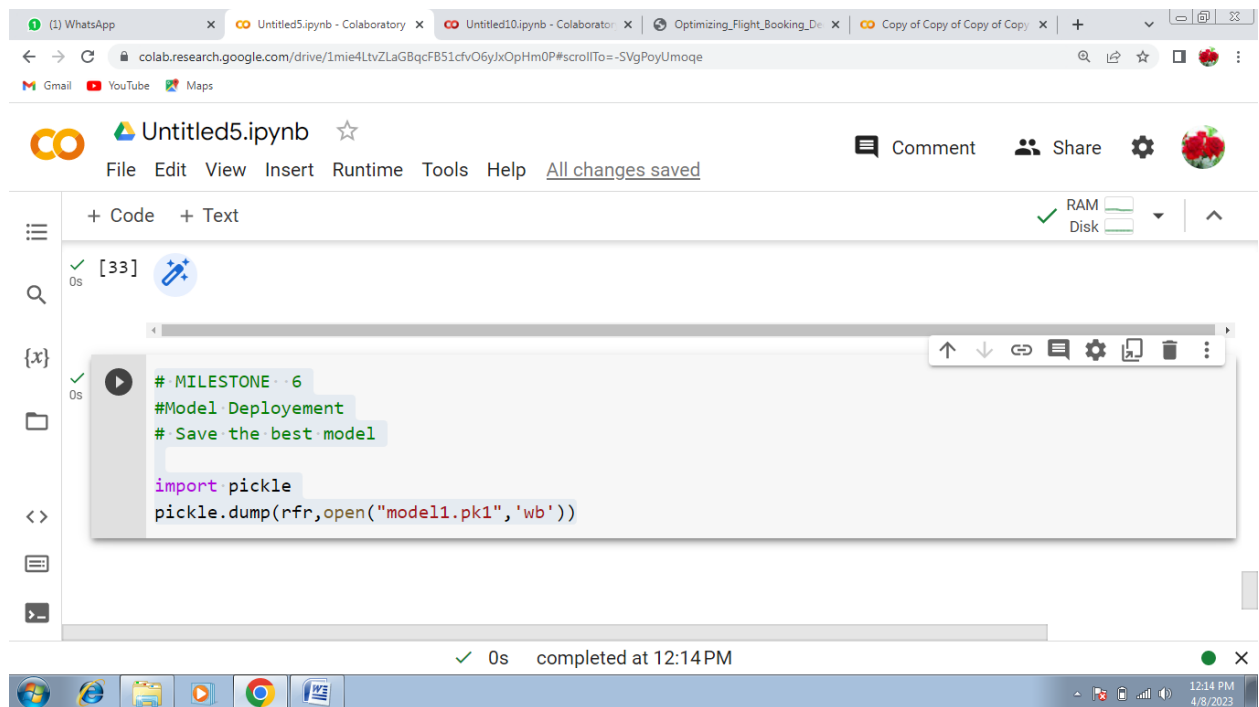 (1) WhatsApp
Untitled5.ipynb - Colaboratory
Untitled10.ipynb - Colaborator
Optimizing_Flight_Booking_De
Copy of Copy of Copy of Copy
colab.research.google.com/drive/1mie4LtvZLaGBqcFB51cfvO6yJxOpHm0P#scrollTo=-SVgPoyUmoqe
Gmail YouTube Maps
Untitled5.ipynb
Comment Share
File Edit View Insert Runtime Tools Help All changes saved
+ Code + Text
RAM
Disk
[33]
0s
{x}
0s
# MILESTONE  6
#Model Deployement
# Save the best model
import pickle
pickle.dump(rfr,open("model1.pk1",'wb'))
0s completed at 12:14 PM
12:14 PM
4/8/2023